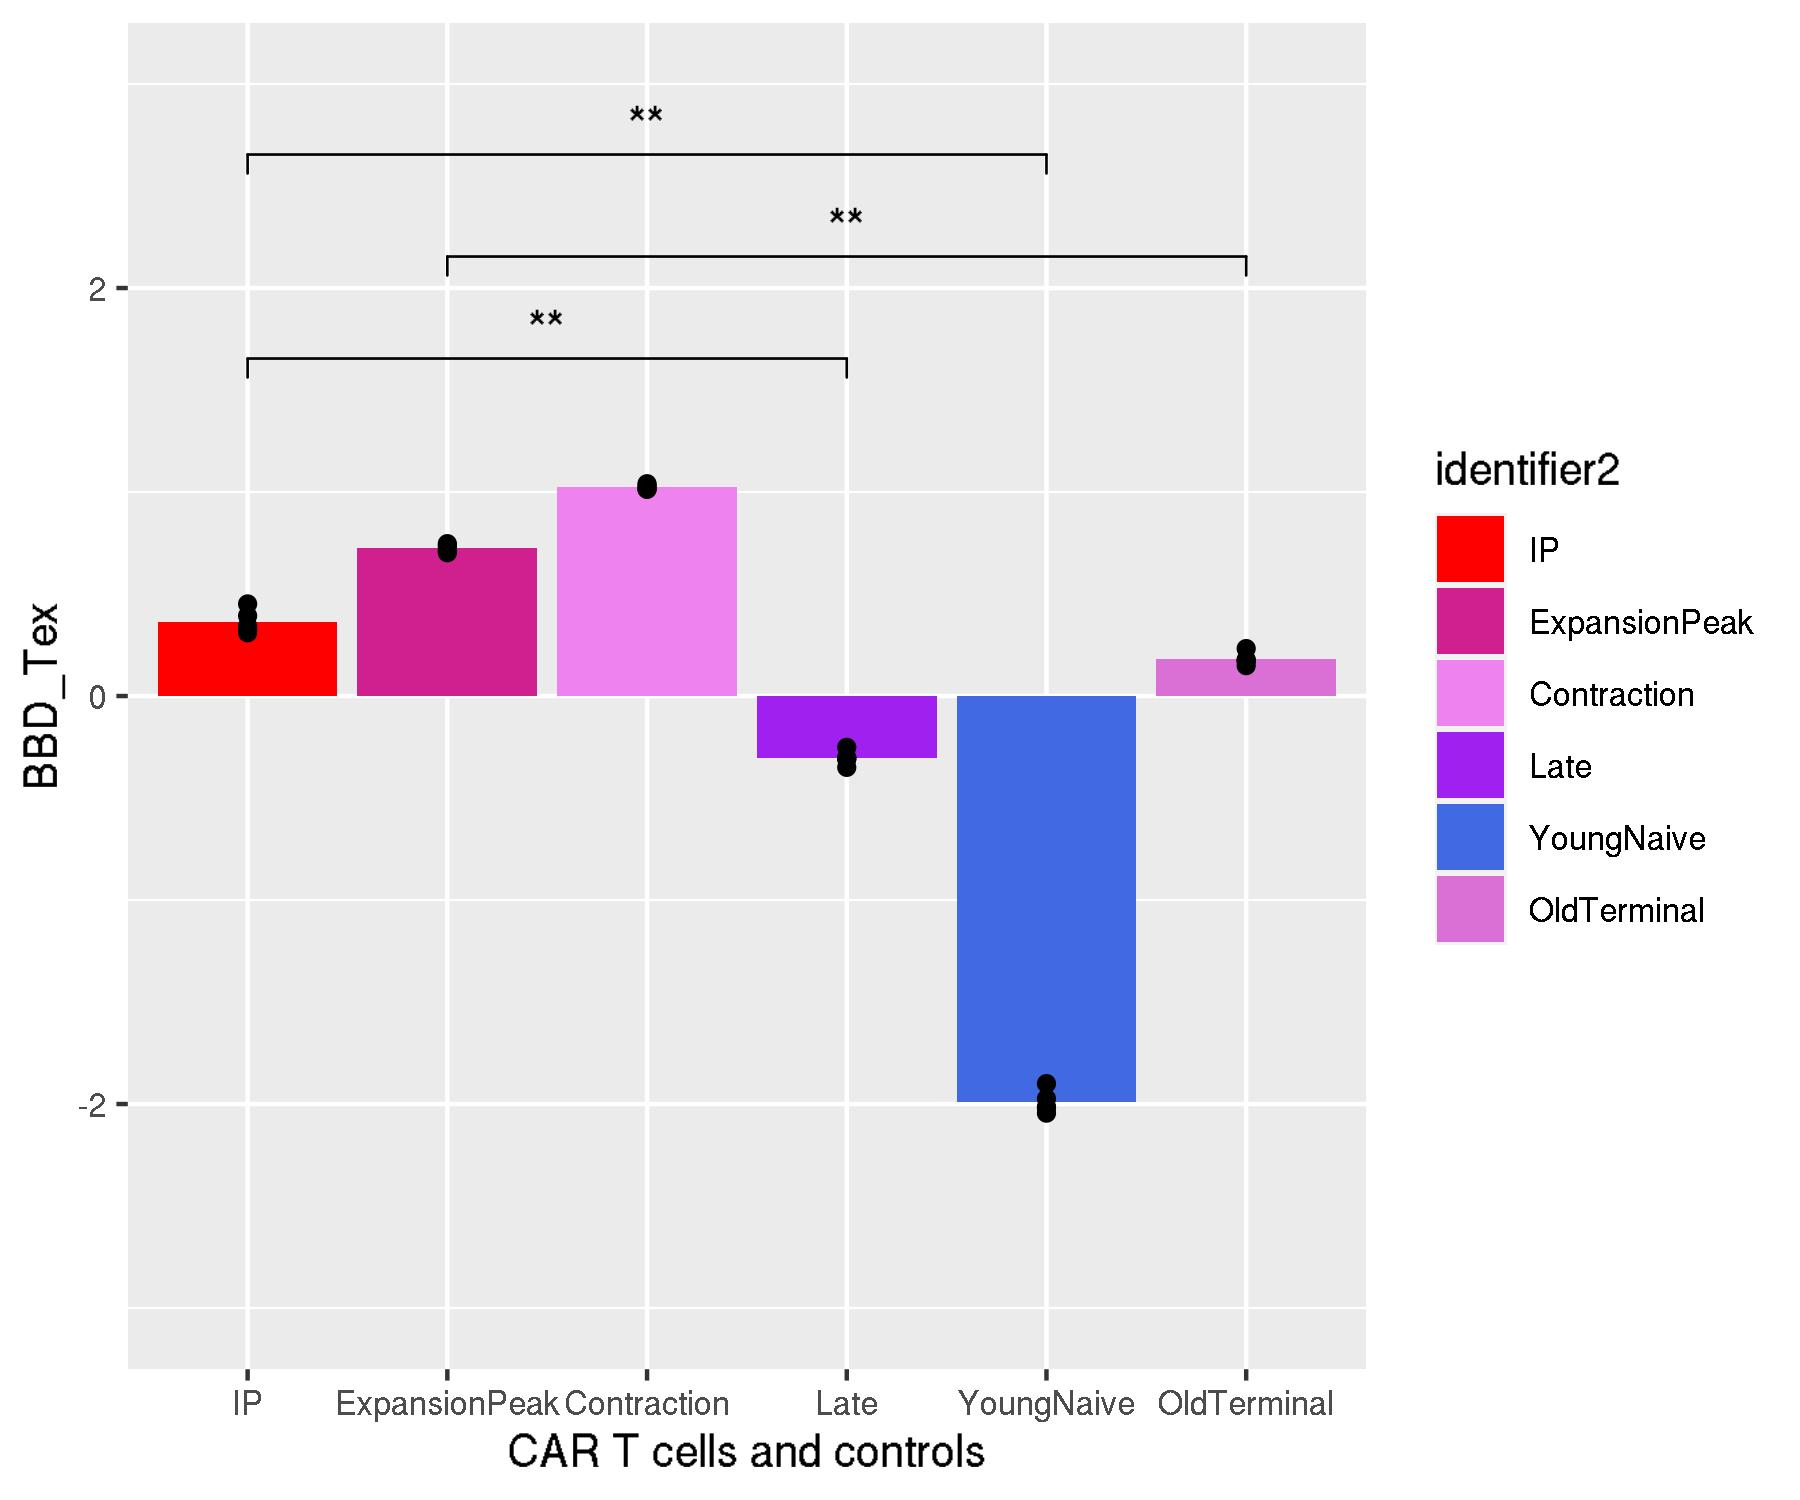 **
**
**
2
0
-2
BBD_Tex
IP ExpansionPeak Contraction Late YoungNaive OldTerminal
CAR T cells and controls
identifier2
IP
ExpansionPeak
Contraction
Late
YoungNaive
OldTerminal